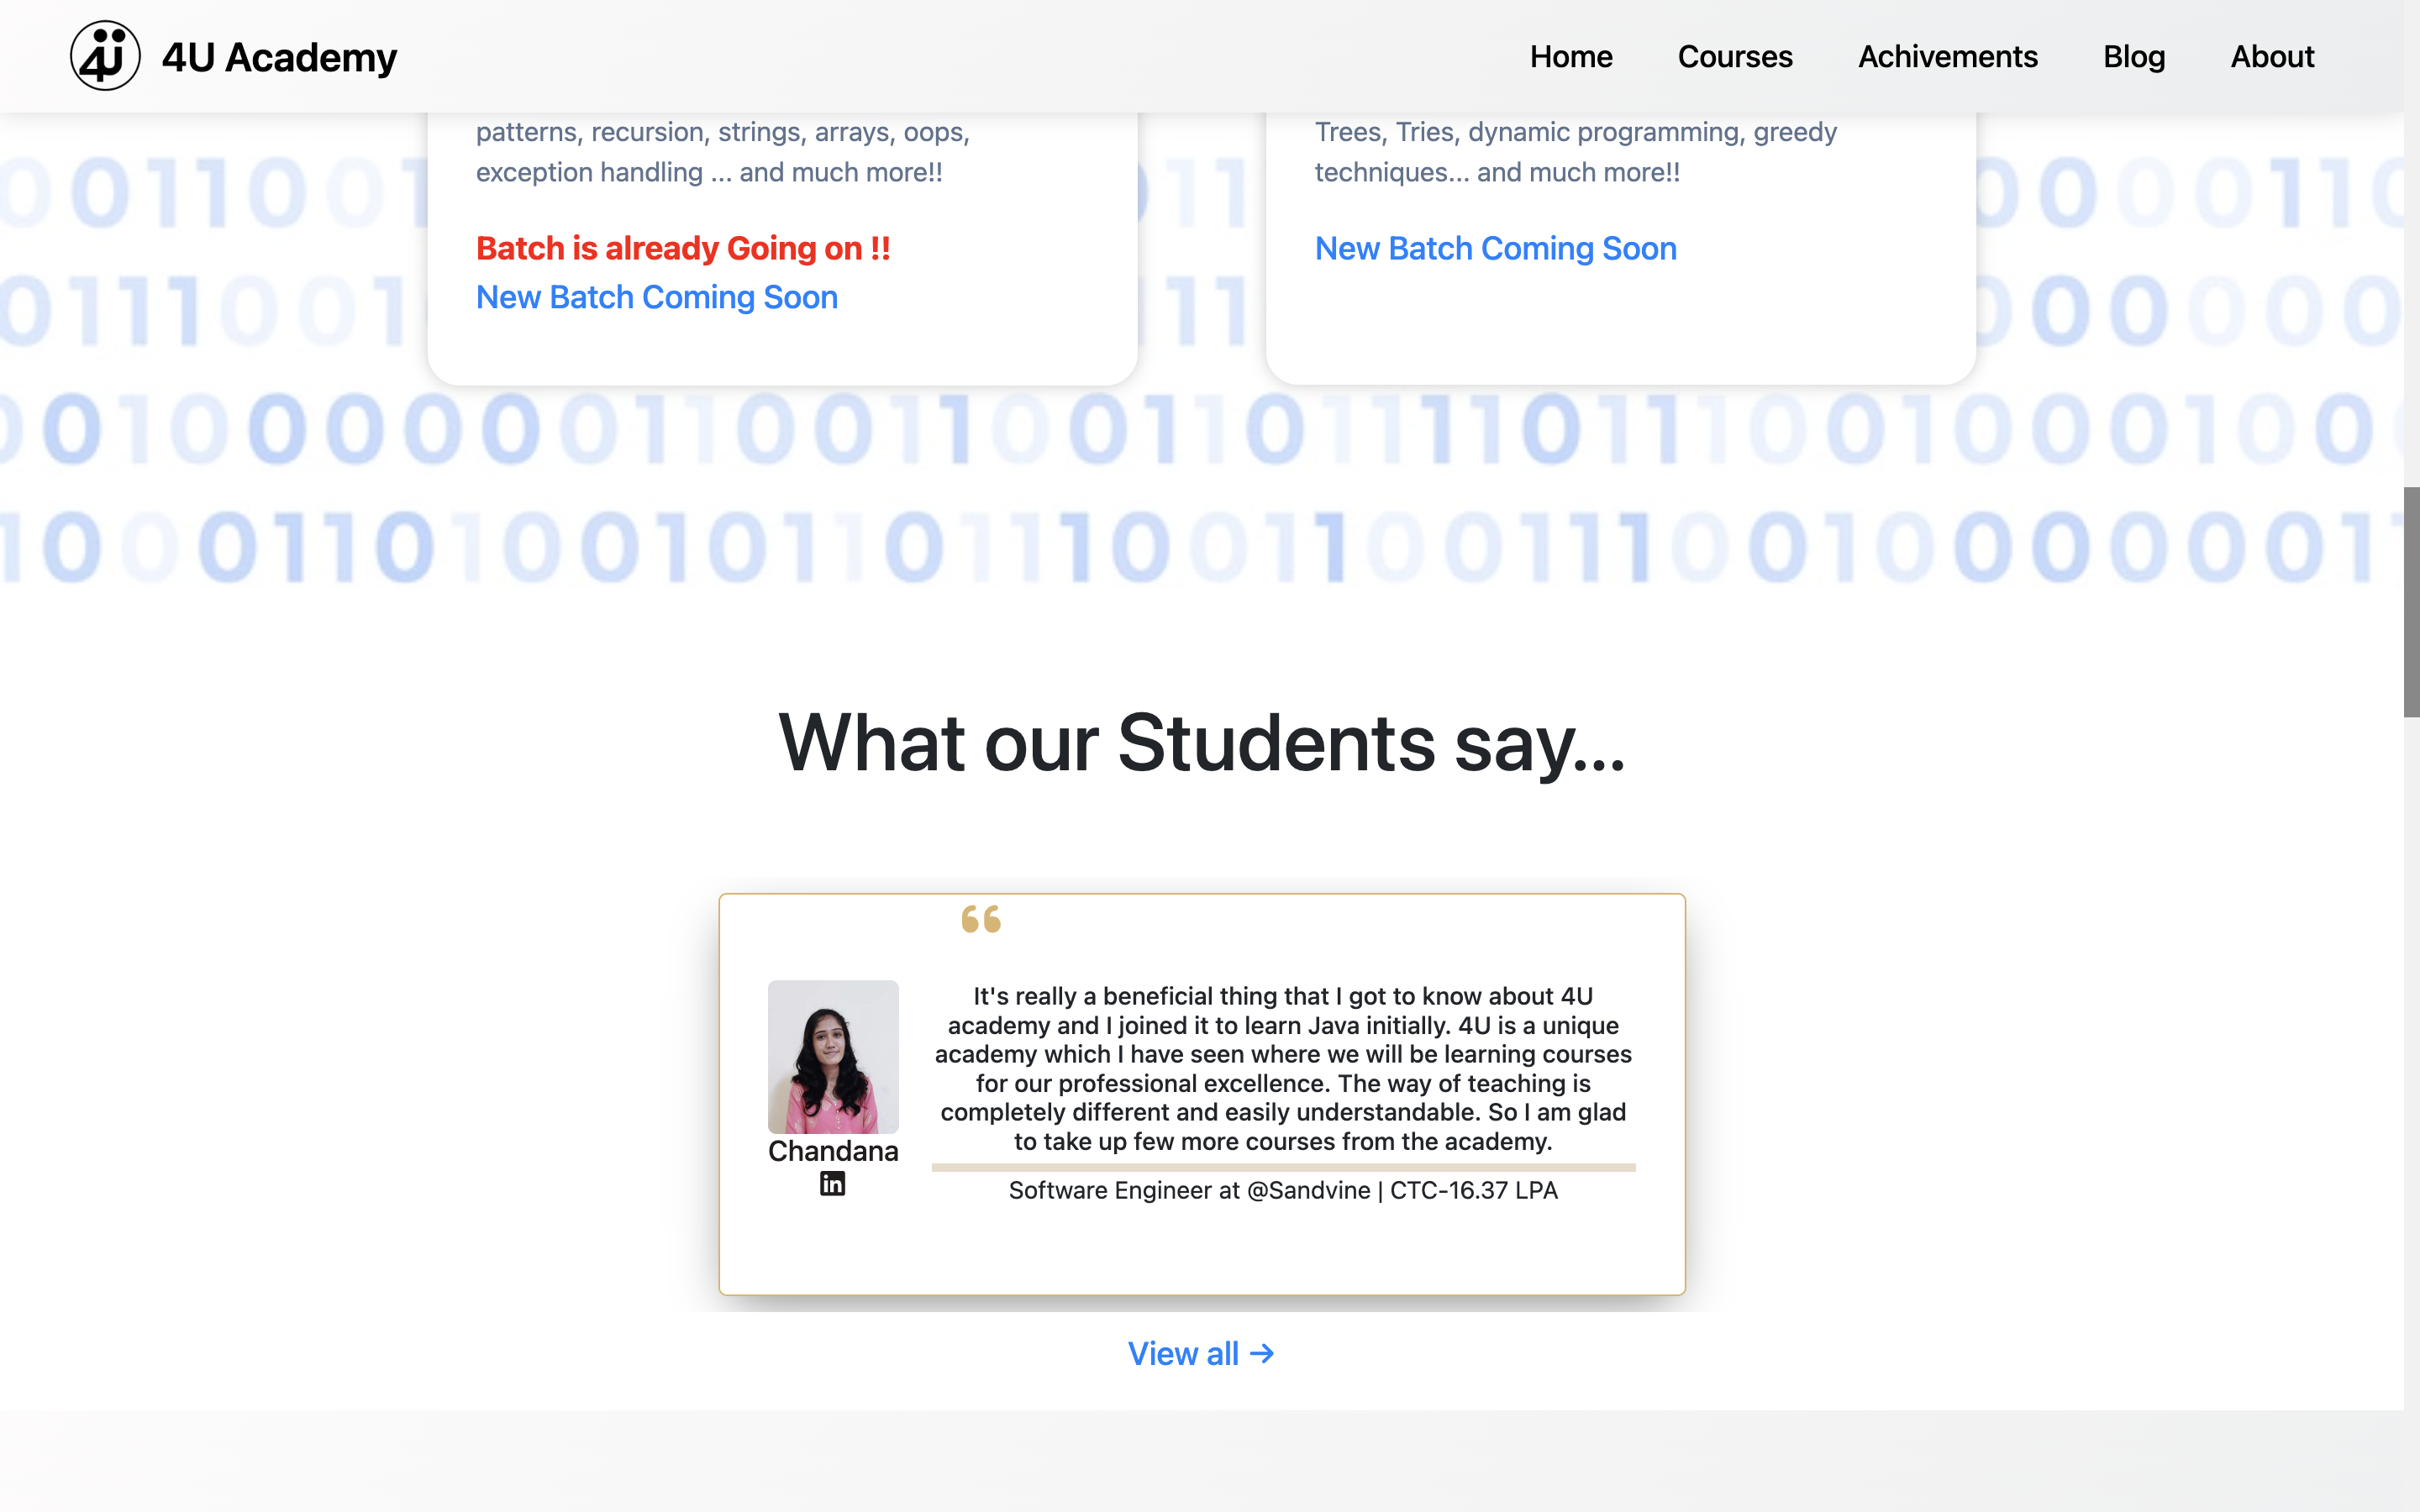 4U 4U Academy Home Courses Achivements Blog About
patterns, recursion, strings, arrays, oops,
exception handling ... and much more!!
Batch is already Going on !!
New Batch Coming Soon
Trees, Tries, dynamic programming, greedy
techniques... and much more!!
New Batch Coming Soon
What our Students say...
“
It's really a beneficial thing that I got to know about 4U
academy and I joined it to learn Java initially. 4U is a unique
academy which I have seen where we will be learning courses
for our professional excellence. The way of teaching is
completely different and easily understandable. So I am glad
to take up few more courses from the academy.
Chandana
in
Software Engineer at @Sandvine | CTC-16.37 LPA
View all →